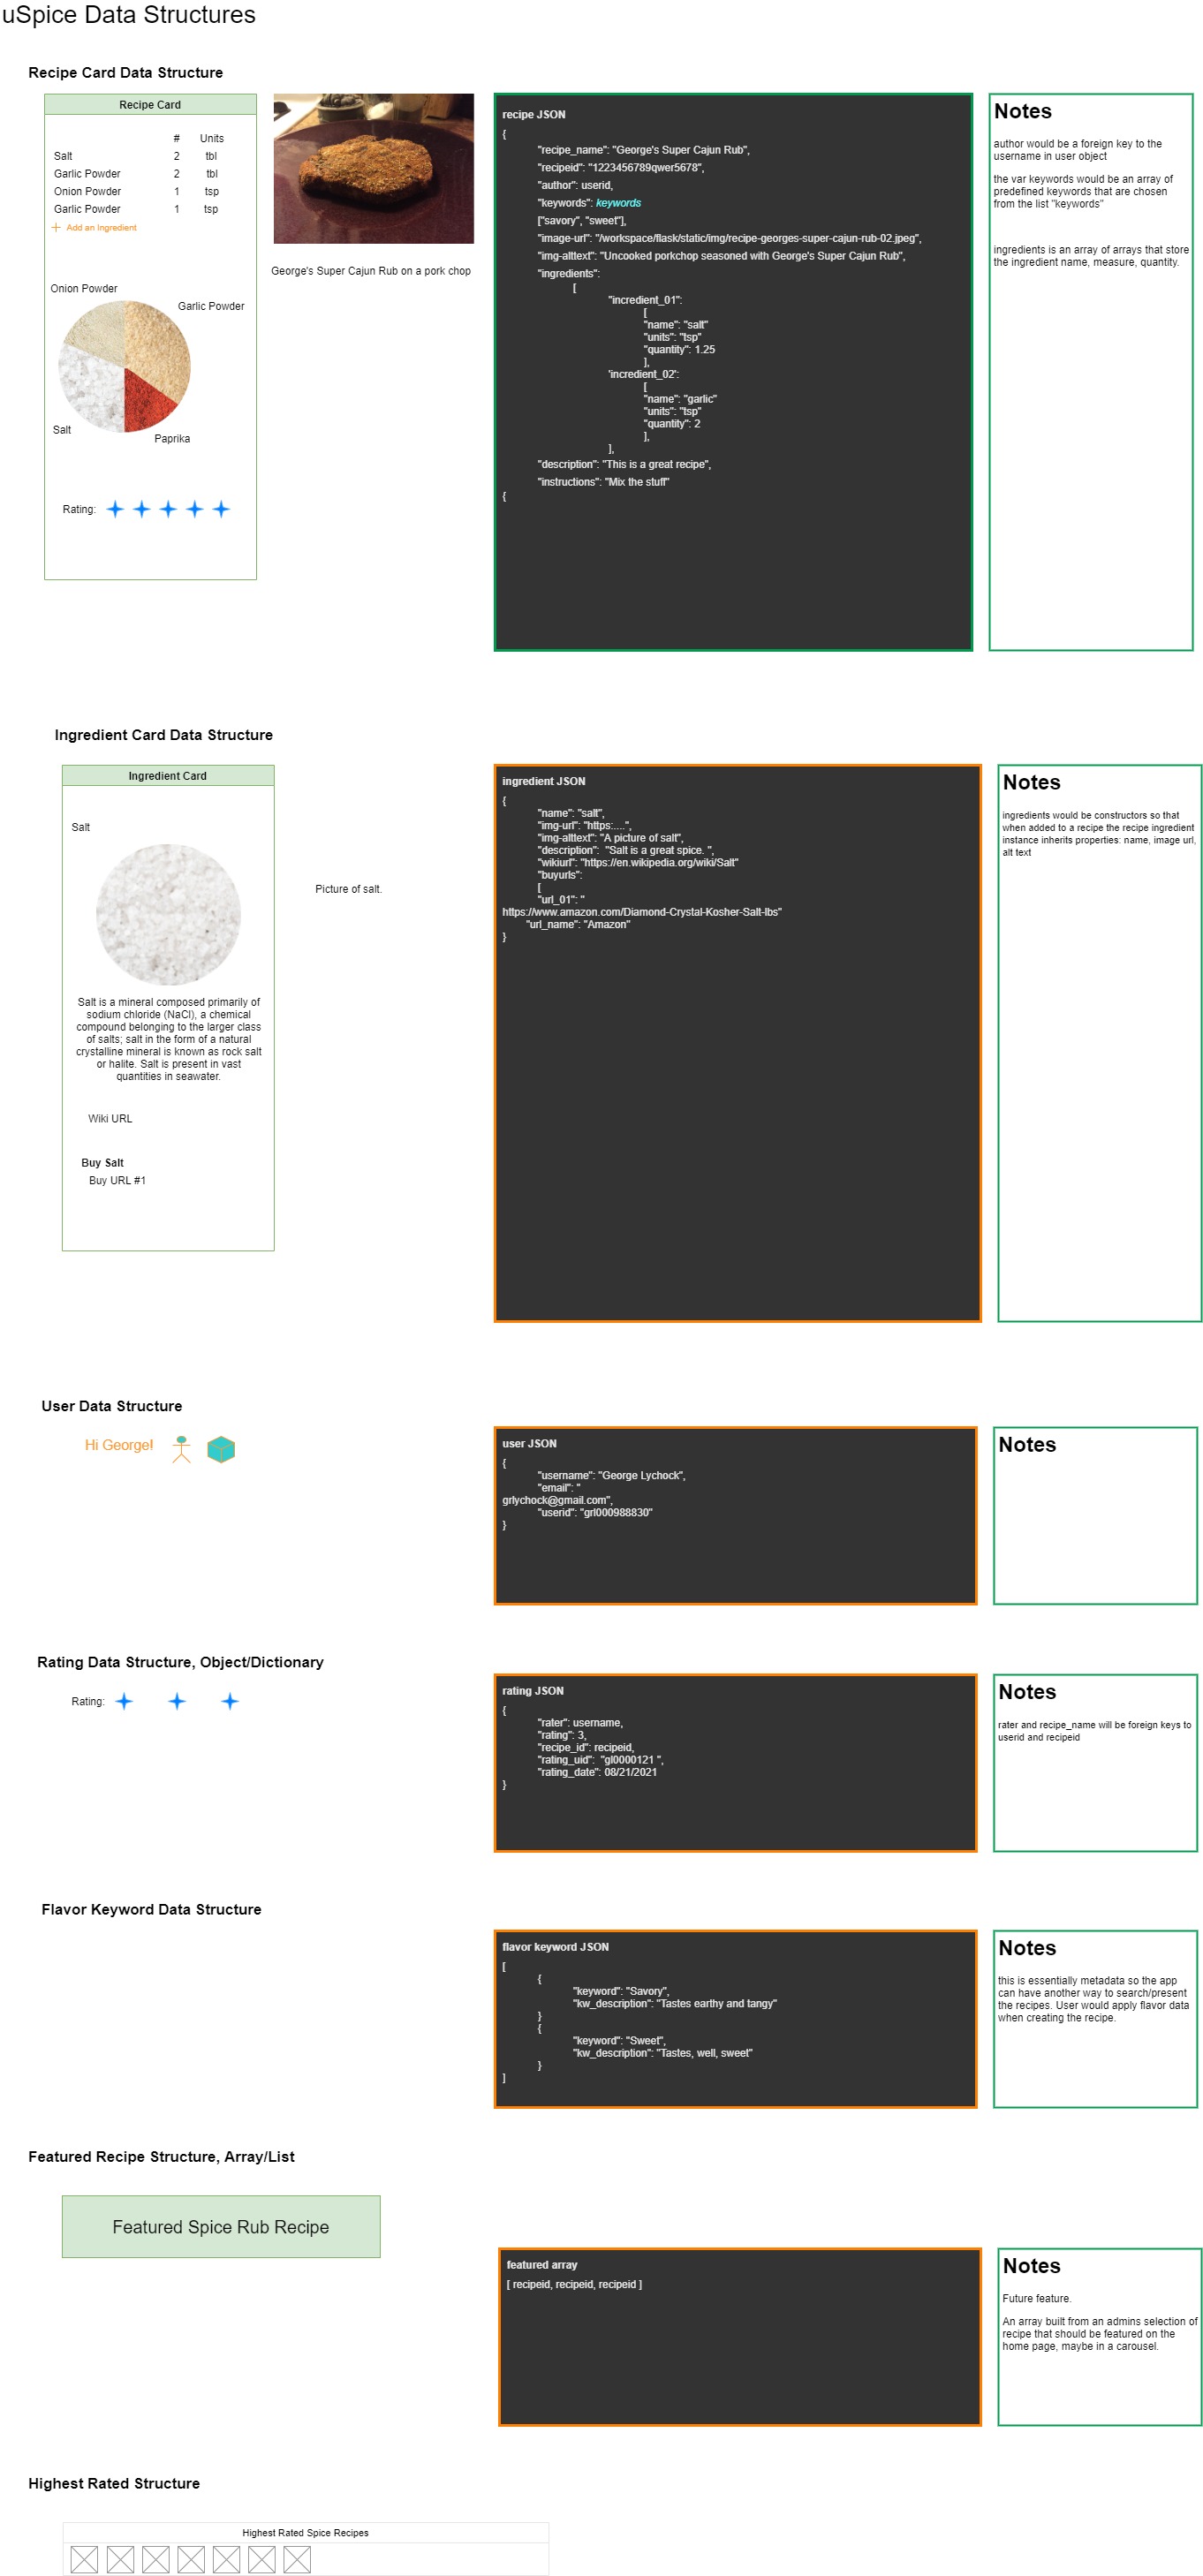 uSpice Data Structures
Recipe Card Data Structure
Recipe Card
# Units
Salt 2 tbl
Garlic Powder 2 tbl
Onion Powder 1 tsp
Garlic Powder 1 tsp
Add an Ingredient
Onion Powder
Garlic Powder
Salt
Paprika
Rating:
George's Super Cajun Rub on a pork chop
recipe JSON
{
"recipe_name": "George's Super Cajun Rub",
"recipeid": "1223456789qwer5678",
"author": userid,
"keywords": keywords
["savory", "sweet"],
"image-url": "/workspace/flask/static/img/recipe-georges-super-cajun-rub-02.jpeg",
"img-alttext": "Uncooked porkchop seasoned with George's Super Cajun Rub",
"ingredients":
[
"incredient_01":
[
"name": "salt"
"units": "tsp"
"quantity": 1.25
],
'incredient_02':
[
"name": "garlic"
"units": "tsp"
"quantity": 2
],
],
"description": "This is a great recipe",
"instructions": "Mix the stuff"
{
Notes
author would be a foreign key to the
username in user object
the var keywords would be an array of
predefined keywords that are chosen
from the list "keywords"
ingredients is an array of arrays that store
the ingredient name, measure, quantity.
Ingredient Card Data Structure
Ingredient Card
Salt
Picture of salt.
Salt is a mineral composed primarily of
sodium chloride (NaCl), a chemical
compound belonging to the larger class
of salts; salt in the form of a natural
crystalline mineral is known as rock salt
or halite. Salt is present in vast
quantities in seawater.
Wiki URL
Buy Salt
Buy URL #1
ingredient JSON
{
"name": "salt",
"img-url": "https:....",
"img-alttext": "A picture of salt",
"description":  "Salt is a great spice. ",
"wikiurl": "https://en.wikipedia.org/wiki/Salt"
"buyurls":
[
"url_01": "
https://www.amazon.com/Diamond-Crystal-Kosher-Salt-lbs"
"url_name": "Amazon"
}
Notes
ingredients would be constructors so that
when added to a recipe the recipe ingredient
instance inherits properties: name, image url,
alt text
User Data Structure
Hi George!
user JSON
{
"username": "George Lychock",
"email": "
grlychock@gmail.com",
"userid": "grl000988830"
}
Notes
Rating Data Structure, Object/Dictionary
Rating:
rating JSON
{
"rater": username,
"rating": 3,
"recipe_id": recipeid,
"rating_uid":  "gl0000121 ",
"rating_date": 08/21/2021
}
Notes
rater and recipe_name will be foreign keys to
userid and recipeid
Flavor Keyword Data Structure
flavor keyword JSON
[
{
"keyword": "Savory",
"kw_description": "Tastes earthy and tangy"
}
{
"keyword": "Sweet",
"kw_description": "Tastes, well, sweet"
}
]
Notes
this is essentially metadata so the app
can have another way to search/present
the recipes. User would apply flavor data
when creating the recipe.
Featured Recipe Structure, Array/List
Featured Spice Rub Recipe
featured array
[ recipeid, recipeid, recipeid ]
Notes
Future feature.
An array built from an admins selection of
recipe that should be featured on the
home page, maybe in a carousel.
Highest Rated Structure
Highest Rated Spice Recipes